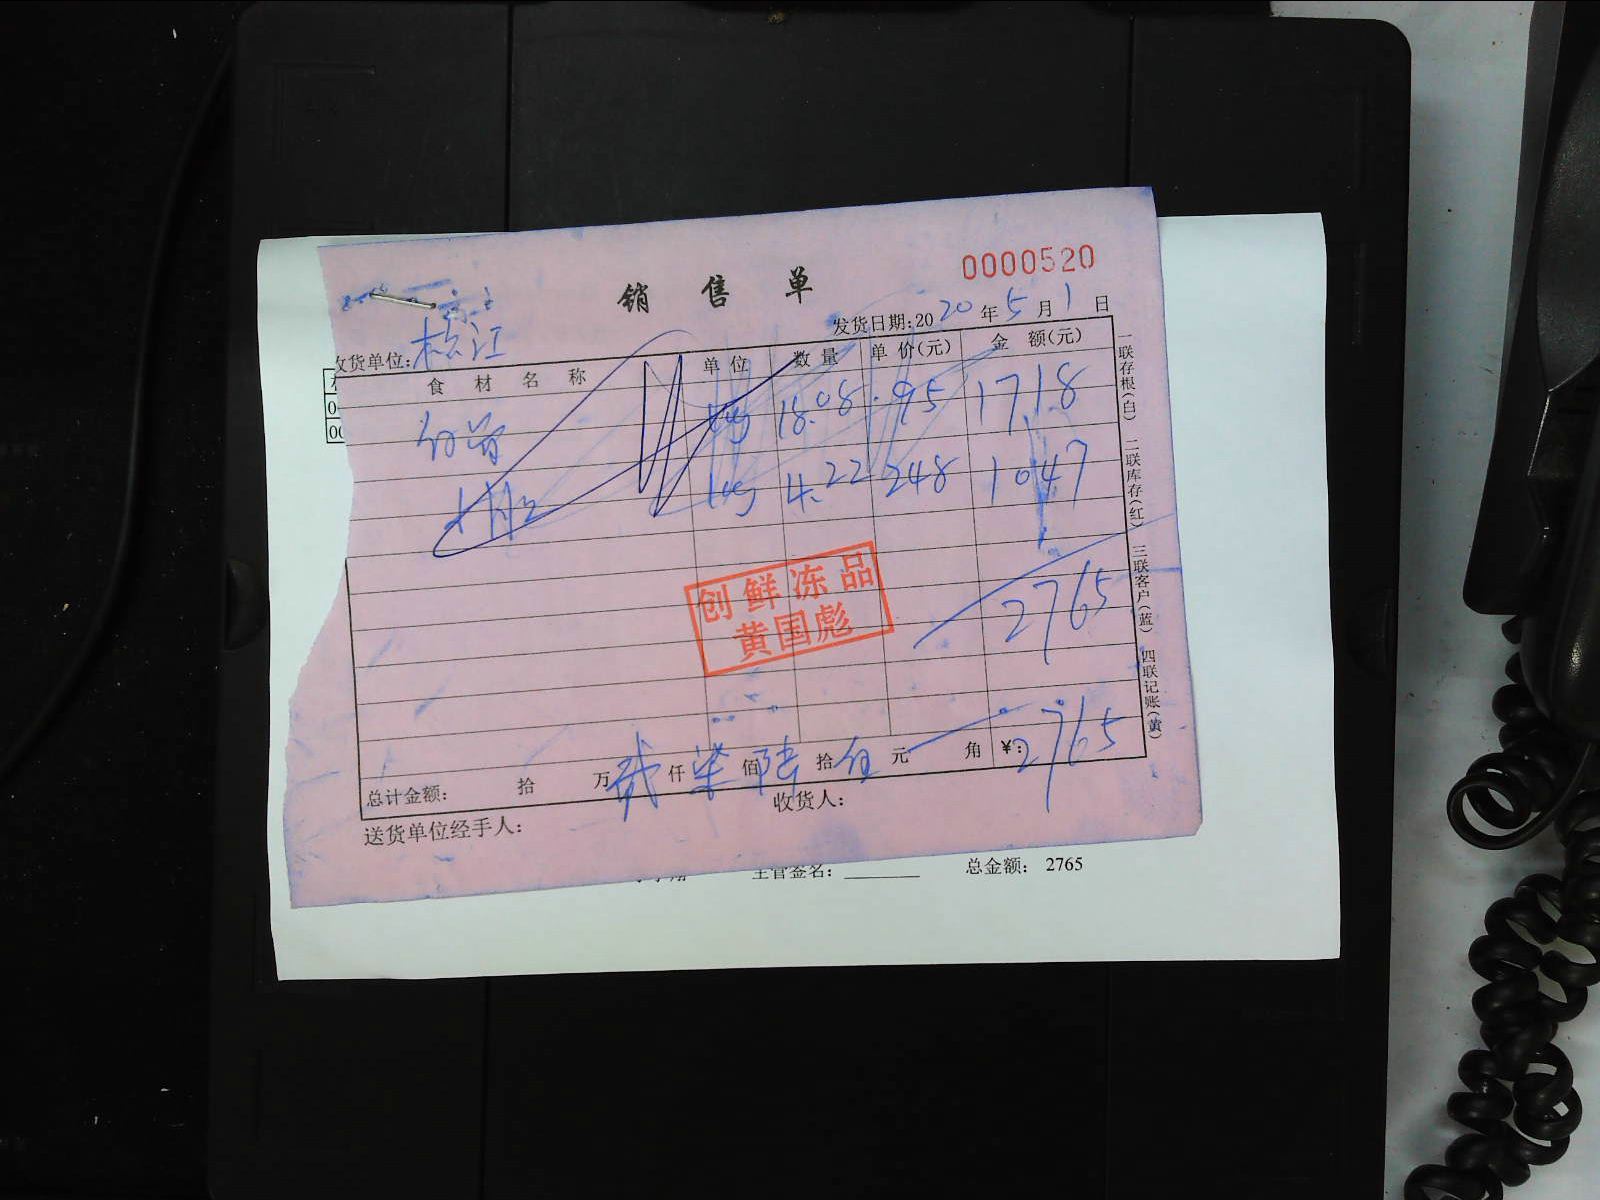 0000520
销售单
发货日期:2020年5月1日
收货单位:
食材名称 单位 数量 单价(元) 金额(元)
kg 18.08 95 1718
kg 4.22 248 1047
2765
创鲜冻品
黄国彪
总计金额: 拾 万 贰仟 柒佰 陆拾 伍元 角 ¥:2765
送货单位经手人: 收货人:
一联存根(白) 二联库存(红) 三联客户(蓝) 四联记账(黄)
主管签名: 总金额: 2765